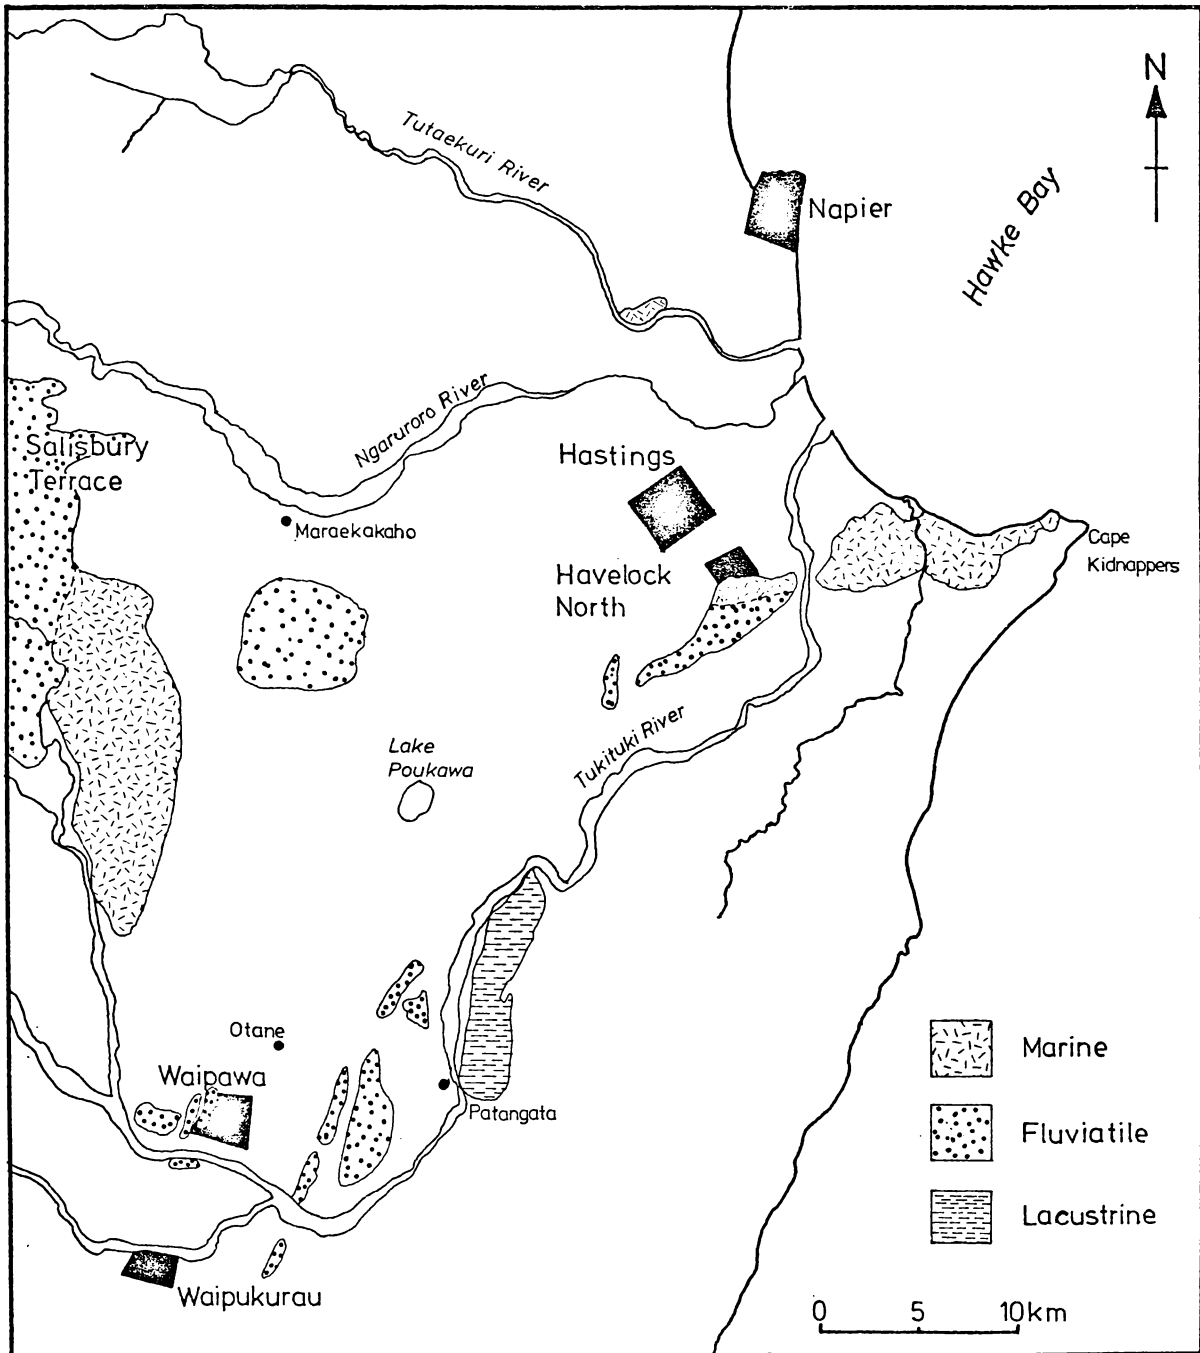 N
Tutaekuri River
Napier
Hawke Bay
Ngaruroro River
Salisbury
Terrace
Hastings
Maraekakaho
Cape
Kidnappers
Havelock
North
Tukituki River
Lake
Poukawa
Otane
Waipawa
Patangata
Marine
Fluviatile
Lacustrine
Waipukurau
0 5 10km